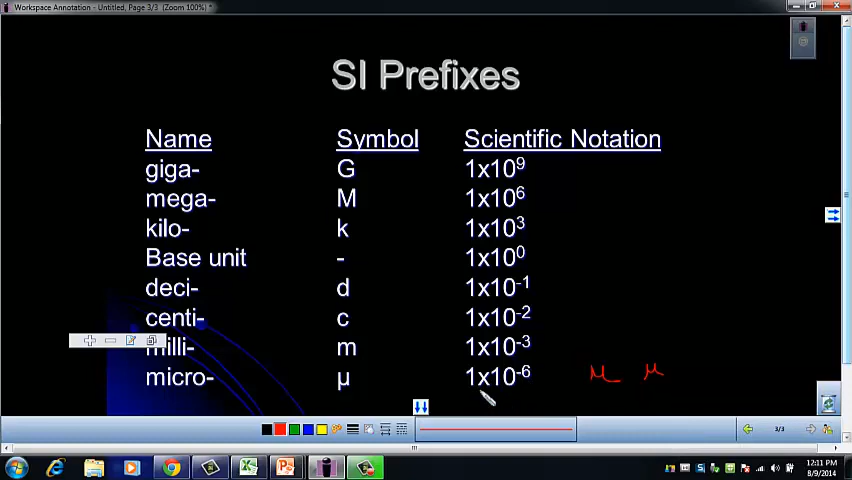 Workspace Annotation - Untitled, Page 3/3 (Zoom 100%) *
SI Prefixes
Name Symbol Scientific Notation
giga- G 1x10⁹
mega- M 1x10⁶
kilo- k 1x10³
Base unit - 1x10⁰
deci- d 1x10⁻¹
centi- c 1x10⁻²
milli- m 1x10⁻³
micro- µ 1x10⁻⁶ µ µ
3/3
12:11 PM
8/9/2014